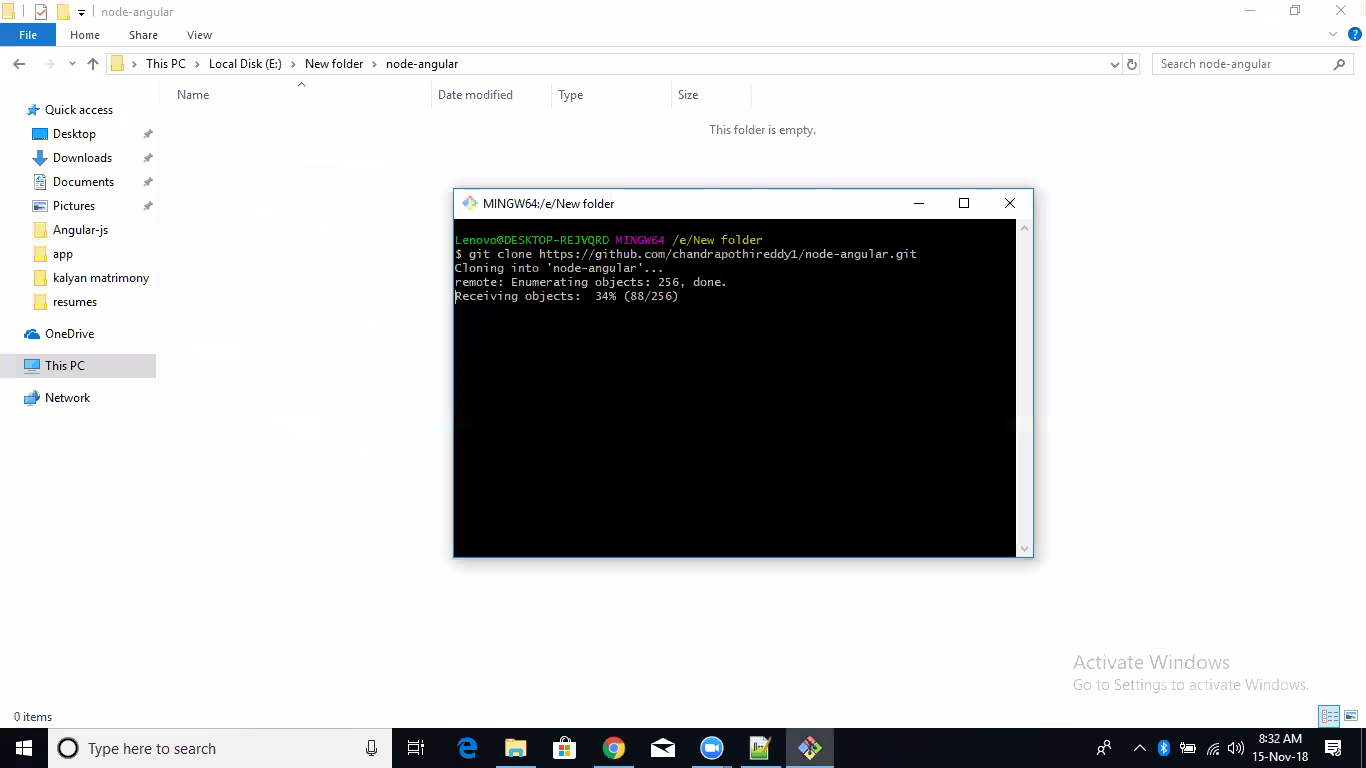 node-angular
File Home Share View
This PC Local Disk (E:) New folder node-angular
Search node-angular
Name Date modified Type Size
This folder is empty.
Quick access
Desktop
Downloads
Documents
Pictures
Angular-js
app
kalyan matrimony
resumes
OneDrive
This PC
Network
MINGW64:/e/New folder
Lenovo@DESKTOP-REJVQRD MINGW64 /e/New folder
$ git clone https://github.com/chandrapothireddy1/node-angular.git
Cloning into 'node-angular'...
remote: Enumerating objects: 256, done.
Receiving objects:  34% (88/256)
Activate Windows
Go to Settings to activate Windows.
0 items
Type here to search
8:32 AM
15-Nov-18